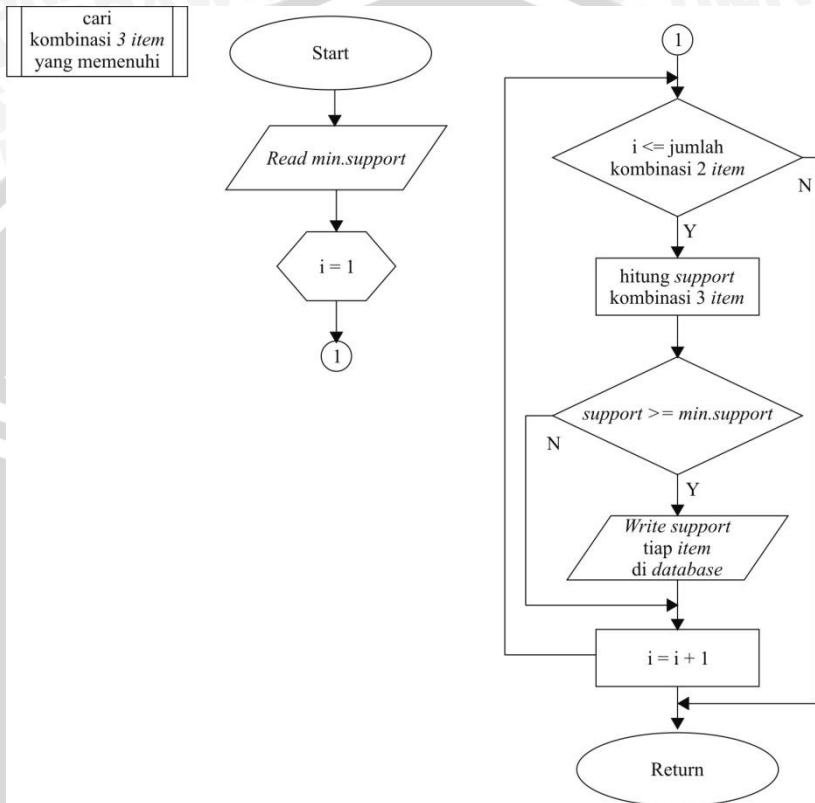 cari
kombinasi 3 item
yang memenuhi
Start
Read min.support
i = 1
1
1
i <= jumlah
kombinasi 2 item
N
Y
hitung support
kombinasi 3 item
support >= min.support
N
Y
Write support
tiap item
di database
i = i + 1
Return